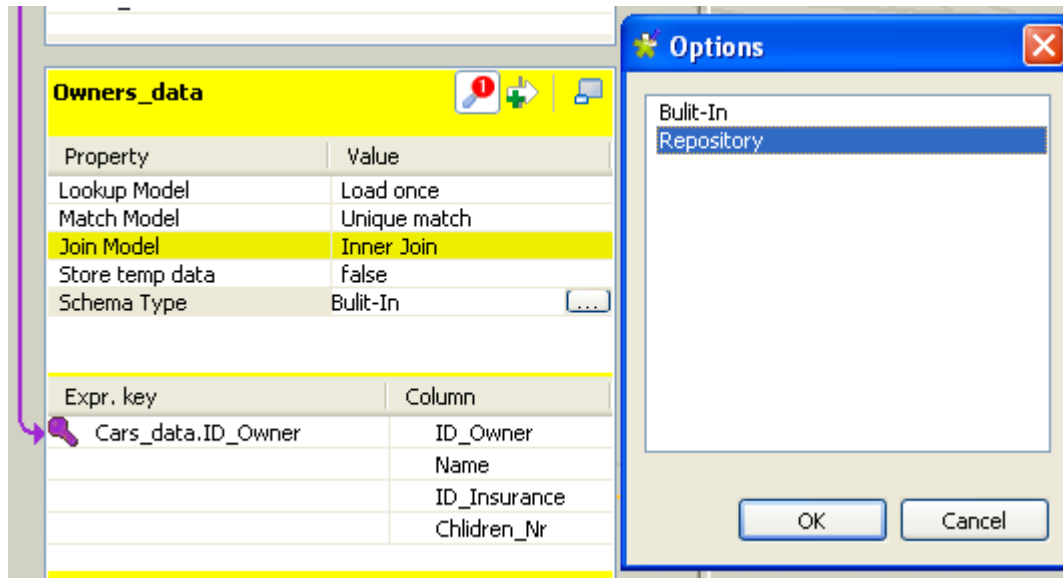 Owners_data
1
Property Value
Lookup Model Load once
Match Model Unique match
Join Model Inner Join
Store temp data false
Schema Type Bulit-In ...
Expr. key Column
Cars_data.ID_Owner ID_Owner
Name
ID_Insurance
Chlidren_Nr
Options
Bulit-In
Repository
OK Cancel